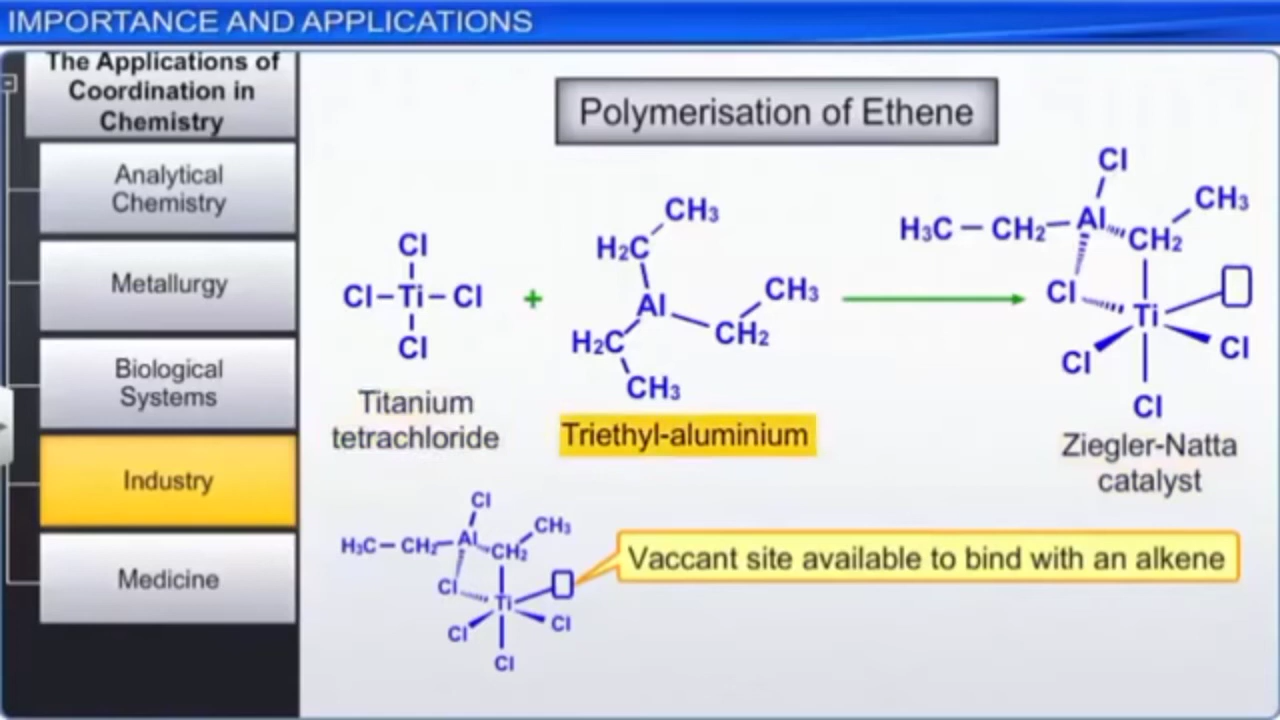 IMPORTANCE AND APPLICATIONS
The Applications of
Coordination in
Chemistry
Analytical
Chemistry
Metallurgy
Biological
Systems
Industry
Medicine
Polymerisation of Ethene
Cl
Cl–Ti–Cl
Cl
Titanium
tetrachloride
+
CH3
H2C
Al
CH3
CH2
H2C
CH3
Triethyl-aluminium
Cl
CH3
H3C – CH2 – Al
CH2
Cl
Ti
Cl
Cl
Cl
Ziegler-Natta
catalyst
Cl
CH3
H3C – CH2 – Al
CH2
Cl
Ti
Cl
Cl
Cl
Vaccant site available to bind with an alkene